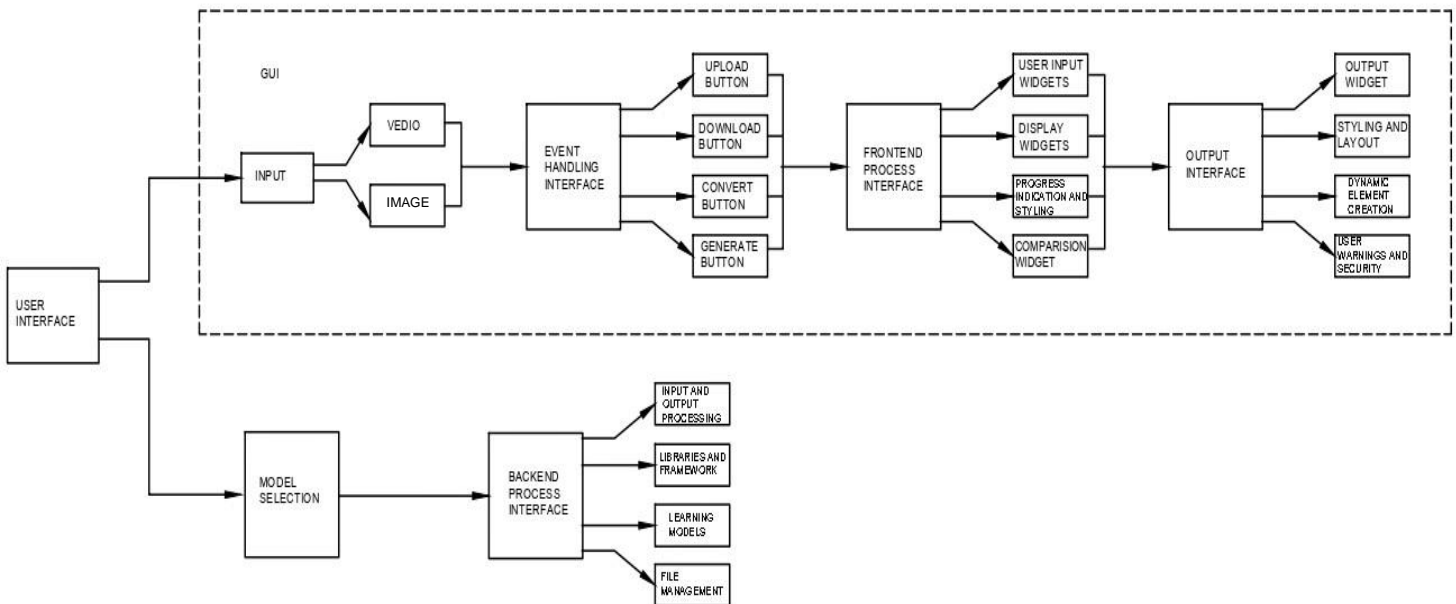 GUI
USER
INTERFACE
INPUT
VEDIO
IMAGE
EVENT
HANDLING
INTERFACE
UPLOAD
BUTTON
DOWNLOAD
BUTTON
CONVERT
BUTTON
GENERATE
BUTTON
FRONTEND
PROCESS
INTERFACE
USER INPUT
WIDGETS
DISPLAY
WIDGETS
PROGRESS
INDICATION AND
STYLING
COMPARISION
WIDGET
OUTPUT
INTERFACE
OUTPUT
WIDGET
STYLING AND
LAYOUT
DYNAMIC
ELEMENT
CREATION
USER
WARNINGS AND
SECURITY
MODEL
SELECTION
BACKEND
PROCESS
INTERFACE
INPUT AND
OUTPUT
PROCESSING
LIBRARIES AND
FRAMEWORK
LEARNING
MODELS
FILE
MANAGEMENT